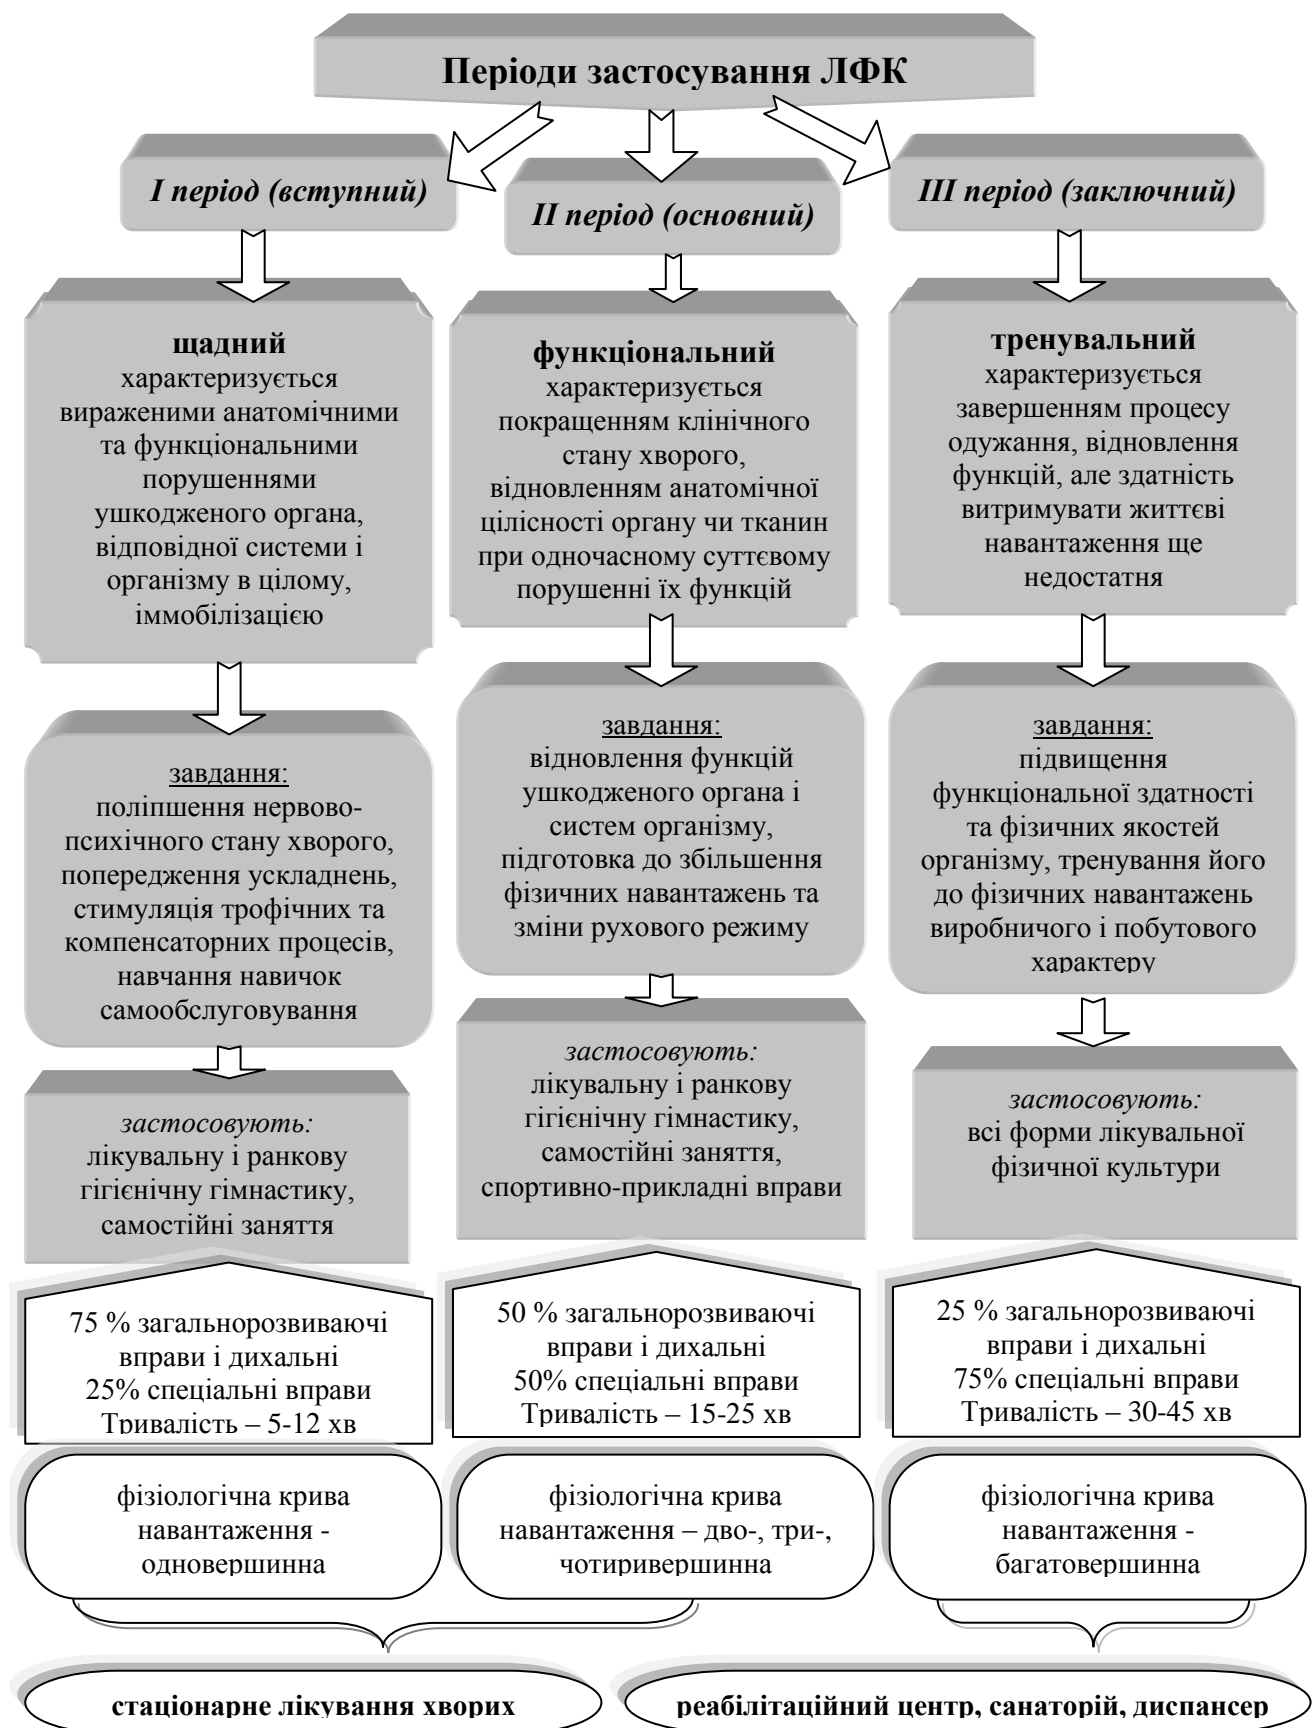 Періоди застосування ЛФК
І період (вступний)
ІІ період (основний)
ІІІ період (заключний)
щадний
характеризується
вираженими анатомічними
та функціональними
порушеннями
ушкодженого органа,
відповідної системи і
організму в цілому,
іммобілізацією
функціональний
характеризується
покращенням клінічного
стану хворого,
відновленням анатомічної
цілісності органу чи тканин
при одночасному суттєвому
порушенні їх функцій
тренувальний
характеризується
завершенням процесу
одужання, відновлення
функцій, але здатність
витримувати життєві
навантаження ще
недостатня
завдання:
поліпшення нервово-
психічного стану хворого,
попередження ускладнень,
стимуляція трофічних та
компенсаторних процесів,
навчання навичок
самообслуговування
завдання:
відновлення функцій
ушкодженого органа і
систем організму,
підготовка до збільшення
фізичних навантажень та
зміни рухового режиму
завдання:
підвищення
функціональної здатності
та фізичних якостей
організму, тренування його
до фізичних навантажень
виробничого і побутового
характеру
застосовують:
лікувальну і ранкову
гігієнічну гімнастику,
самостійні заняття
застосовують:
лікувальну і ранкову
гігієнічну гімнастику,
самостійні заняття,
спортивно-прикладні вправи
застосовують:
всі форми лікувальної
фізичної культури
75 % загальнорозвиваючі
вправи і дихальні
25% спеціальні вправи
Тривалість – 5-12 хв
50 % загальнорозвиваючі
вправи і дихальні
50% спеціальні вправи
Тривалість – 15-25 хв
25 % загальнорозвиваючі
вправи і дихальні
75% спеціальні вправи
Тривалість – 30-45 хв
фізіологічна крива
навантаження -
одновершинна
фізіологічна крива
навантаження – дво-, три-,
чотиривершинна
фізіологічна крива
навантаження -
багатовершинна
стаціонарне лікування хворих
реабілітаційний центр, санаторій, диспансер